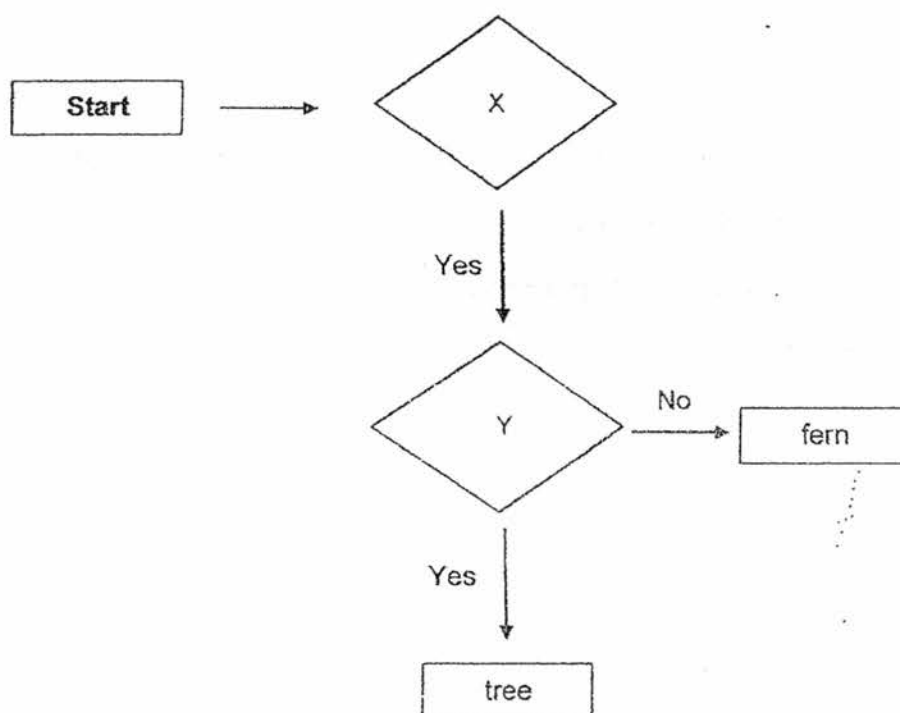 Start
X
Yes
Y
No
fern
Yes
tree